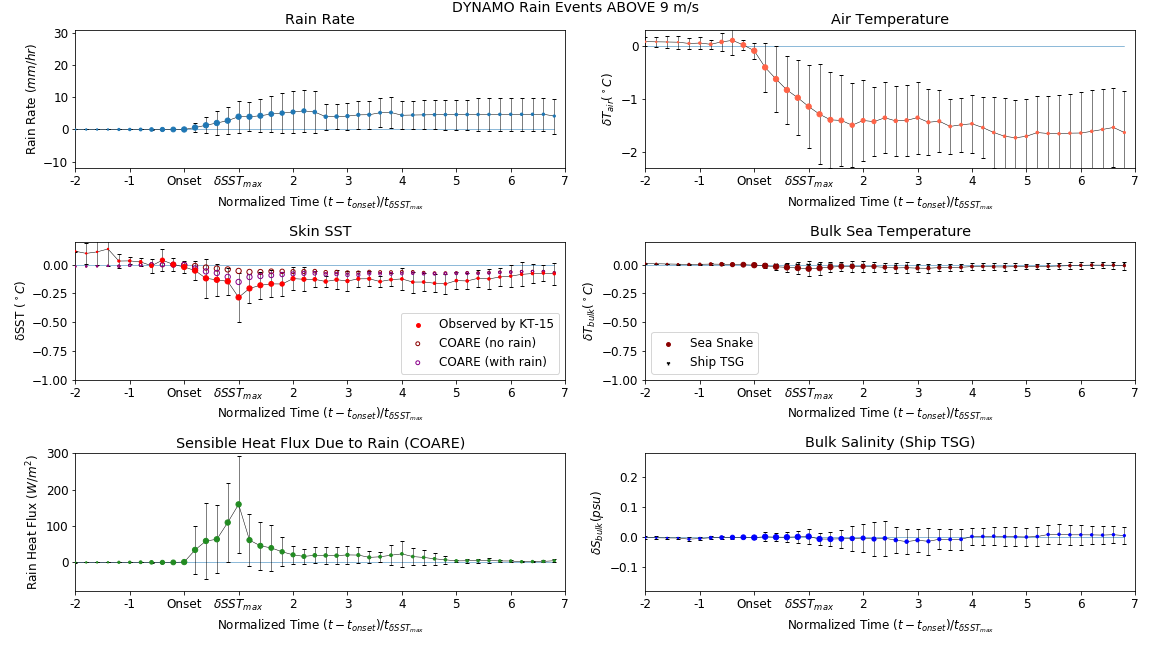 DYNAMO Rain Events ABOVE 9 m/s
Rain Rate
Rain Rate (mm/hr)
30
20
10
0
−10
-2 -1 Onset δSST_max 2 3 4 5 6 7
Normalized Time (t − t_onset)/t_δSST_max
Air Temperature
δT_air(°C)
0
−1
−2
-2 -1 Onset δSST_max 2 3 4 5 6 7
Normalized Time (t − t_onset)/t_δSST_max
Skin SST
δSST (°C)
0.00
−0.25
−0.50
−0.75
−1.00
Observed by KT-15
COARE (no rain)
COARE (with rain)
-2 -1 Onset δSST_max 2 3 4 5 6 7
Normalized Time (t − t_onset)/t_δSST_max
Bulk Sea Temperature
δT_bulk(°C)
0.00
−0.25
−0.50
−0.75
−1.00
Sea Snake
Ship TSG
-2 -1 Onset δSST_max 2 3 4 5 6 7
Normalized Time (t − t_onset)/t_δSST_max
Sensible Heat Flux Due to Rain (COARE)
Rain Heat Flux (W/m²)
300
200
100
0
-2 -1 Onset δSST_max 2 3 4 5 6 7
Normalized Time (t − t_onset)/t_δSST_max
Bulk Salinity (Ship TSG)
δS_bulk(psu)
0.2
0.1
0.0
−0.1
-2 -1 Onset δSST_max 2 3 4 5 6 7
Normalized Time (t − t_onset)/t_δSST_max